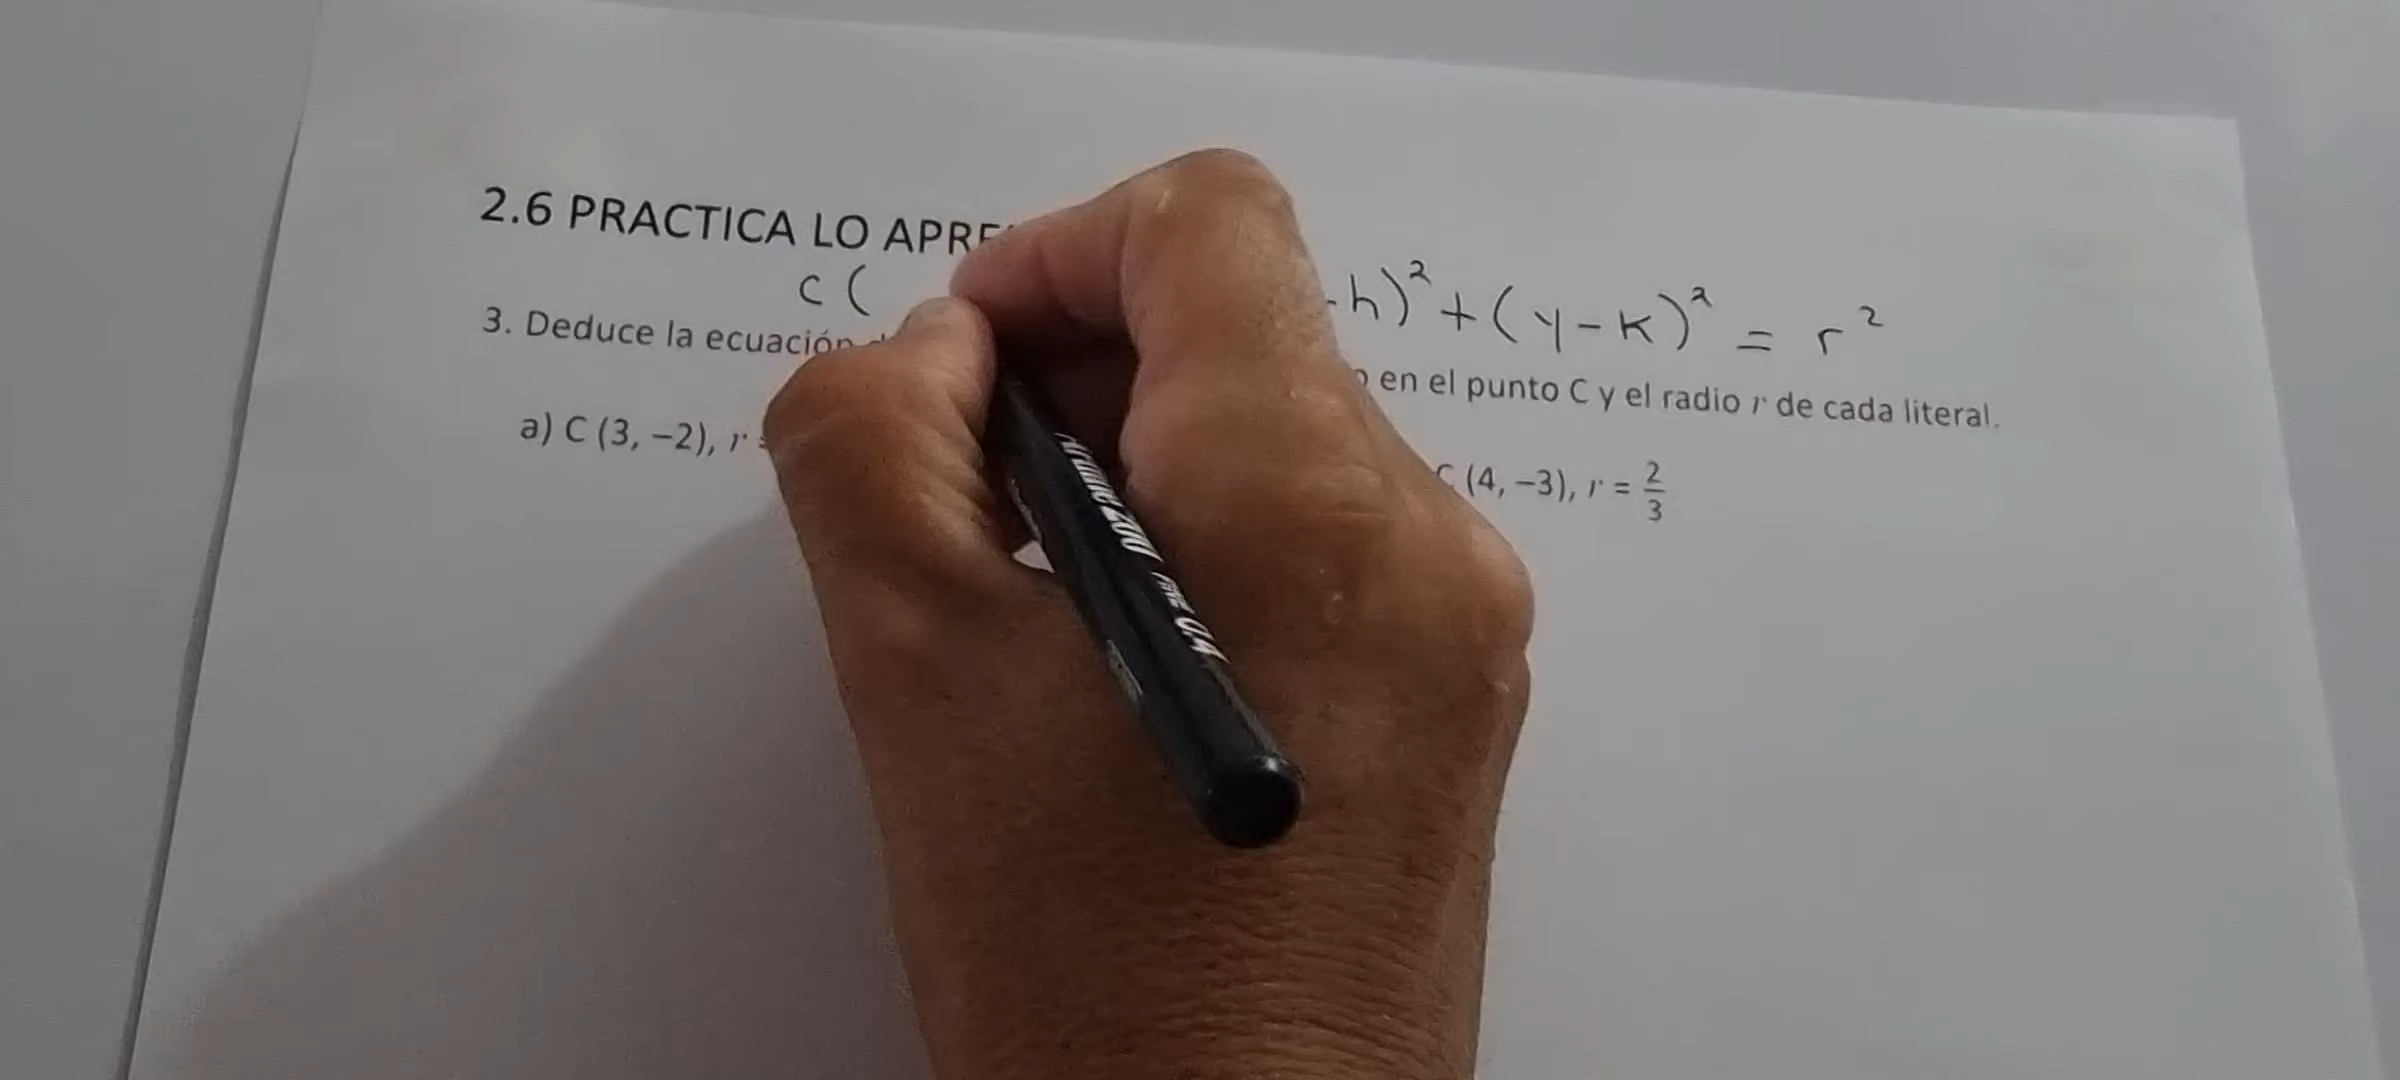 2.6 PRACTICA LO
c ( -h)² + (y-k)² = r²
3. Deduce la ecuación en el punto C y el radio r de cada literal.
a) C (3, −2), r = (4, −3), r = 2/3